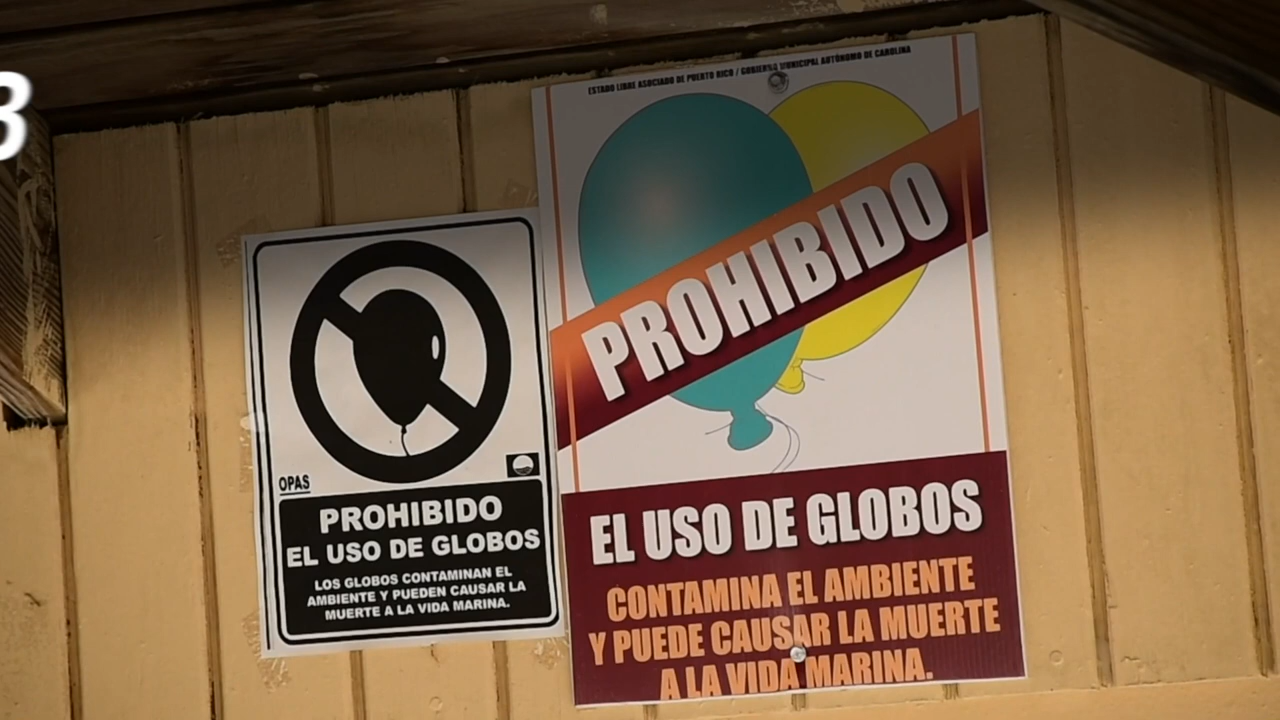 3
OPAS
PROHIBIDO
EL USO DE GLOBOS
LOS GLOBOS CONTAMINAN EL
AMBIENTE Y PUEDEN CAUSAR LA
MUERTE A LA VIDA MARINA.
ESTADO LIBRE ASOCIADO DE PUERTO RICO / GOBIERNO MUNICIPAL AUTÓNOMO DE CAROLINA
PROHIBIDO
EL USO DE GLOBOS
CONTAMINA EL AMBIENTE
Y PUEDE CAUSAR LA MUERTE
A LA VIDA MARINA.